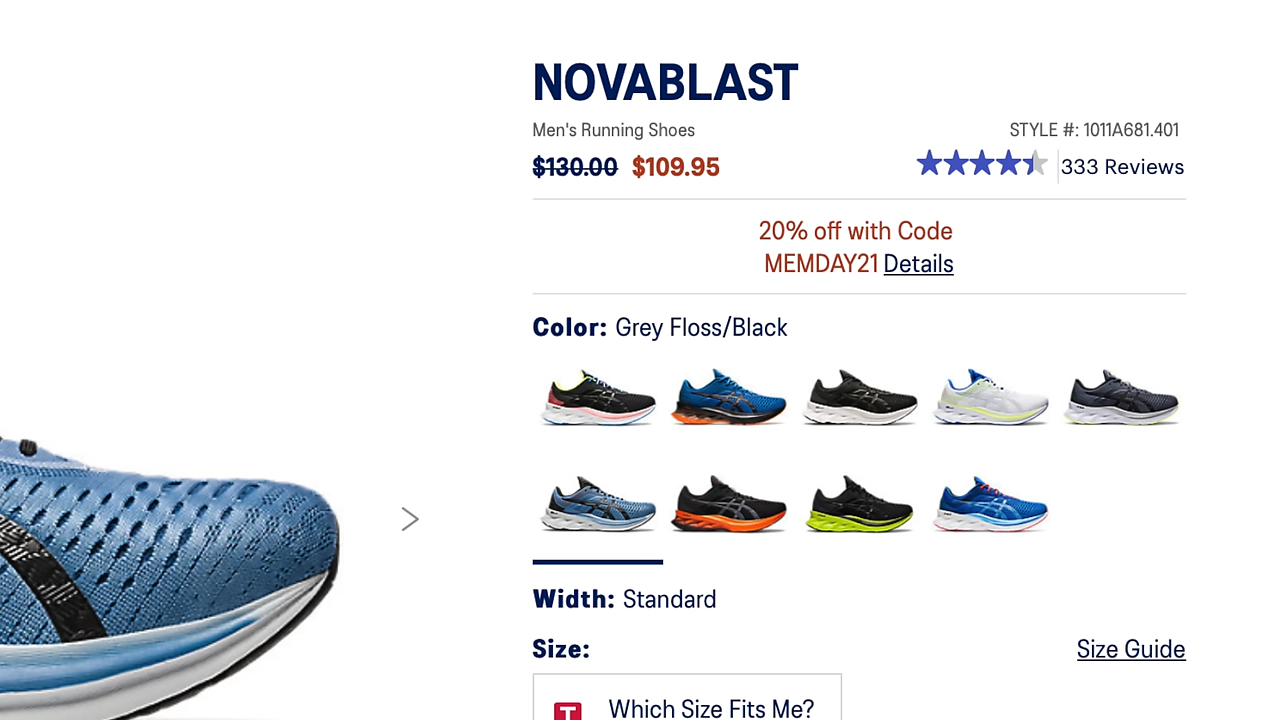 NOVABLAST
Men's Running Shoes
STYLE #: 1011A681.401
$130.00 $109.95
333 Reviews
20% off with Code
MEMDAY21 Details
Color: Grey Floss/Black
Width: Standard
Size:
Size Guide
T
Which Size Fits Me?